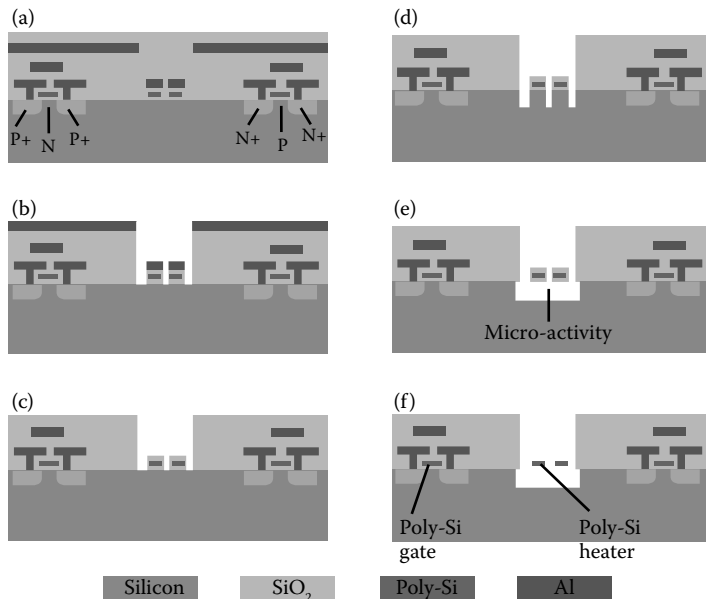 (a)
P+
N
P+
N+
P
N+
(b)
(c)
(d)
(e)
Micro-activity
(f)
Poly-Si
gate
Poly-Si
heater
Silicon
SiO₂
Poly-Si
Al